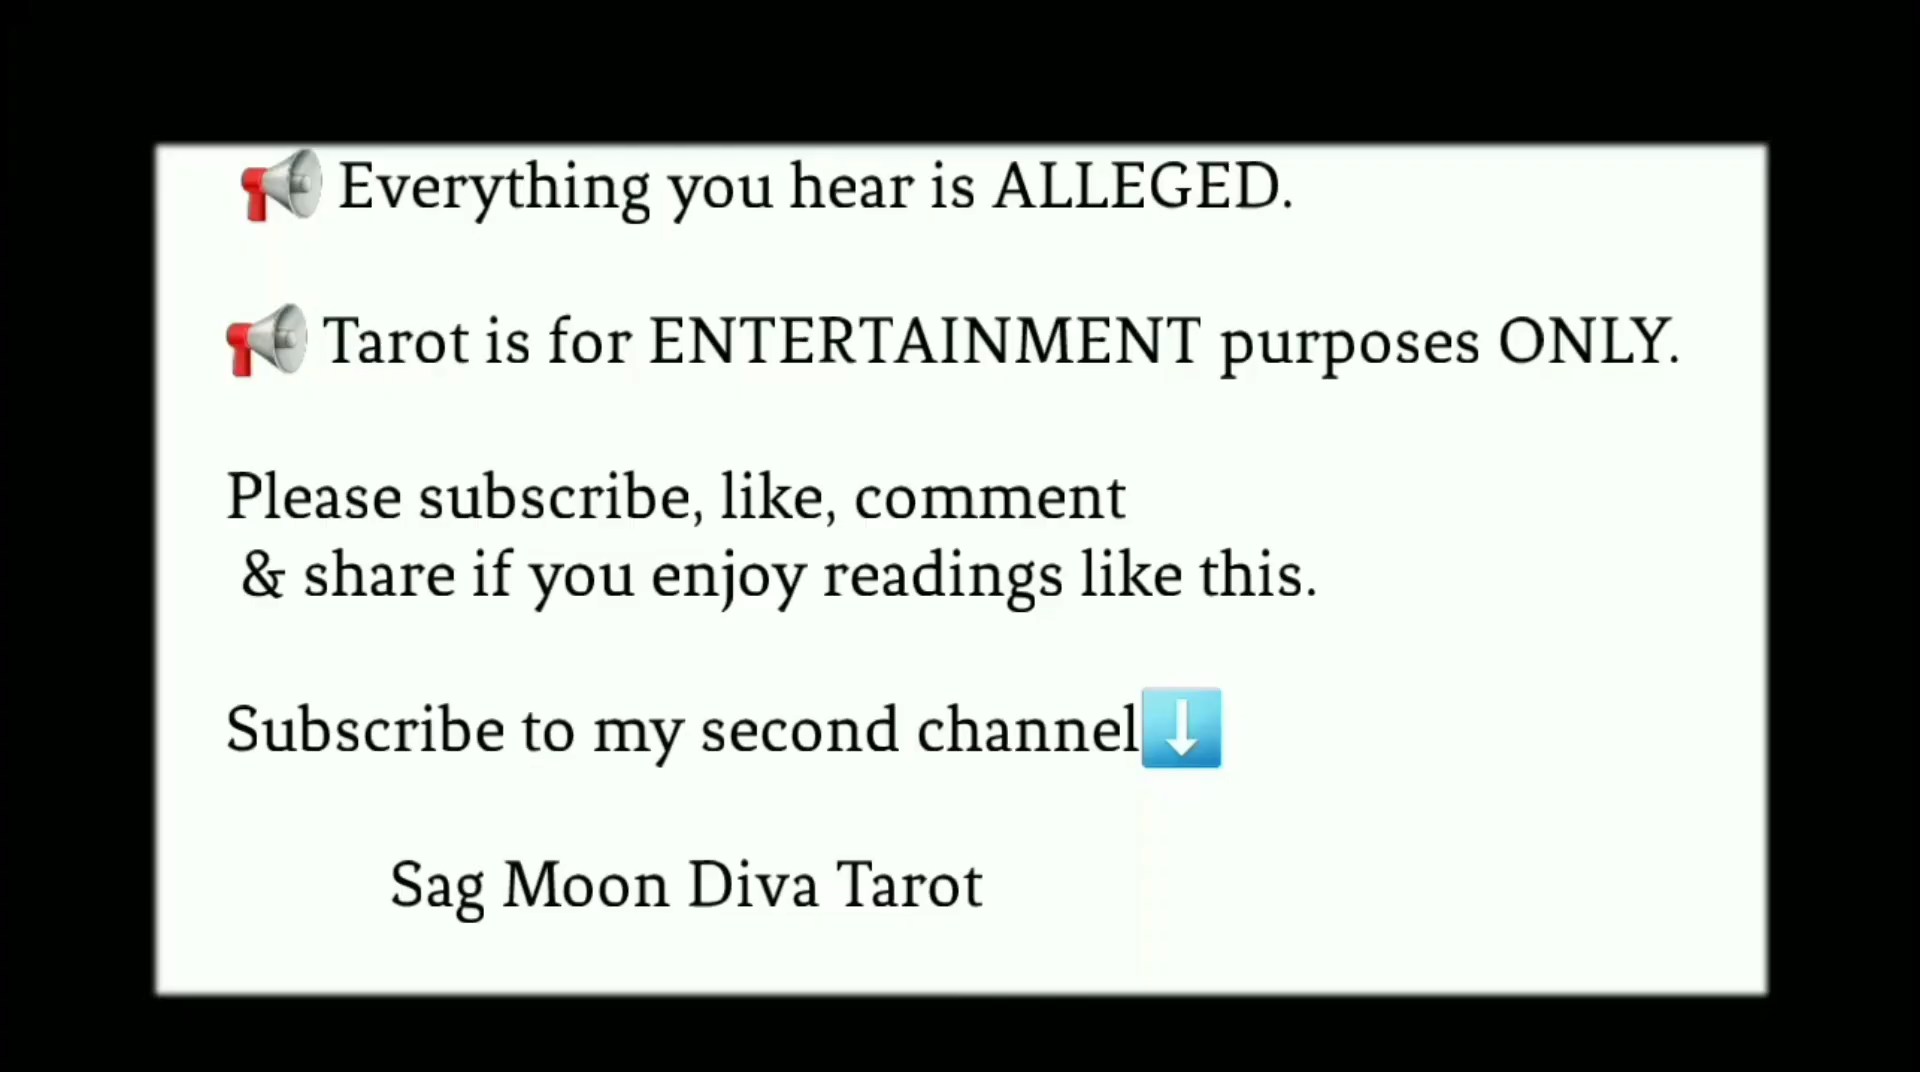 📢 Everything you hear is ALLEGED.
📢 Tarot is for ENTERTAINMENT purposes ONLY.
Please subscribe, like, comment
& share if you enjoy readings like this.
Subscribe to my second channel⬇️
Sag Moon Diva Tarot